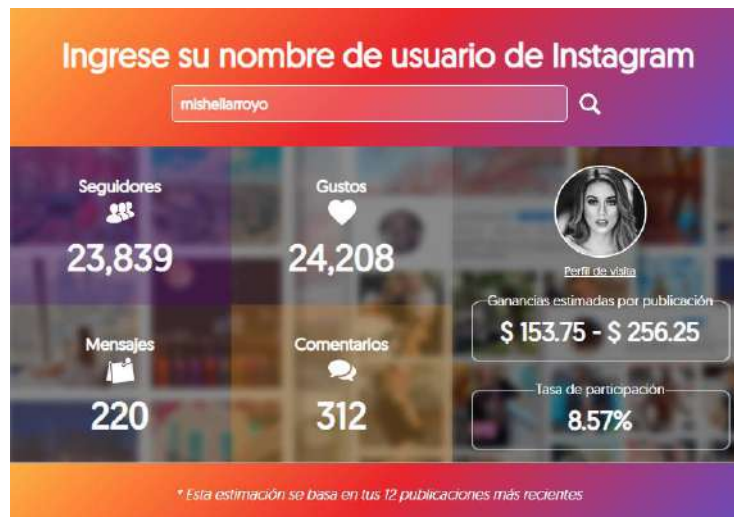 Ingrese su nombre de usuario de Instagram
mishellarroyo
Seguidores
23,839
Gustos
24,208
Perfil de visita
Ganancias estimadas por publicación
$ 153.75 - $ 256.25
Mensajes
220
Comentarios
312
Tasa de participación
8.57%
* Esta estimación se basa en tus 12 publicaciones más recientes